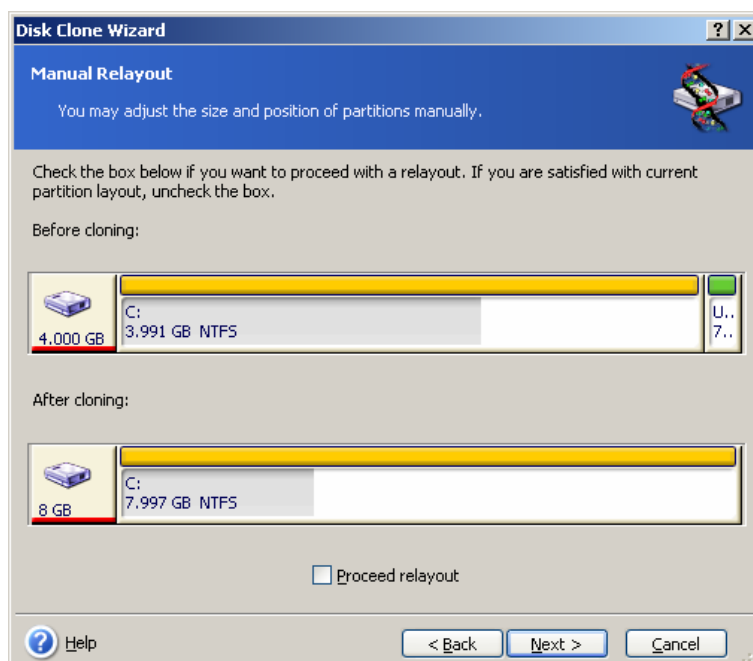 Disk Clone Wizard
Manual Relayout
You may adjust the size and position of partitions manually.
Check the box below if you want to proceed with a relayout. If you are satisfied with current
partition layout, uncheck the box.
Before cloning:
4.000 GB
C:
3.991 GB NTFS
U..
7..
After cloning:
8 GB
C:
7.997 GB NTFS
Proceed relayout
Help
< Back
Next >
Cancel